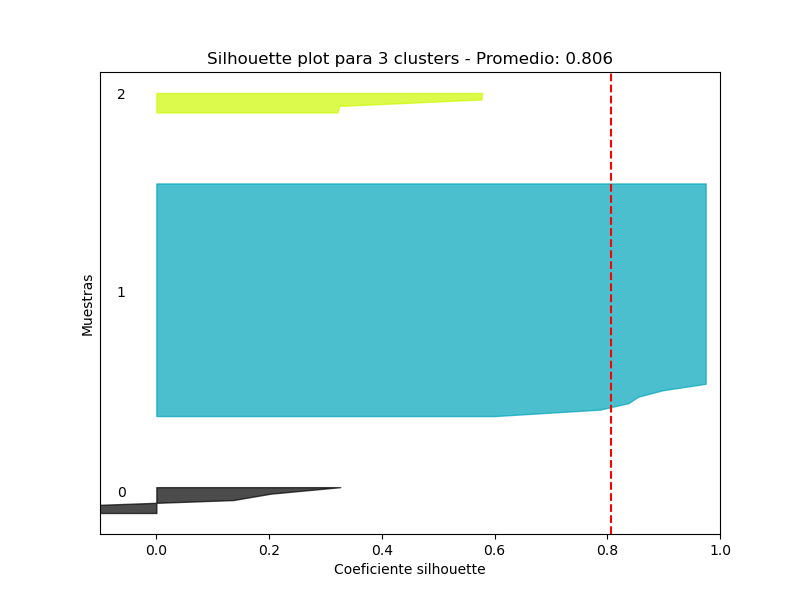 Silhouette plot para 3 clusters - Promedio: 0.806
2
1
0
Muestras
0.0 0.2 0.4 0.6 0.8 1.0
Coeficiente silhouette